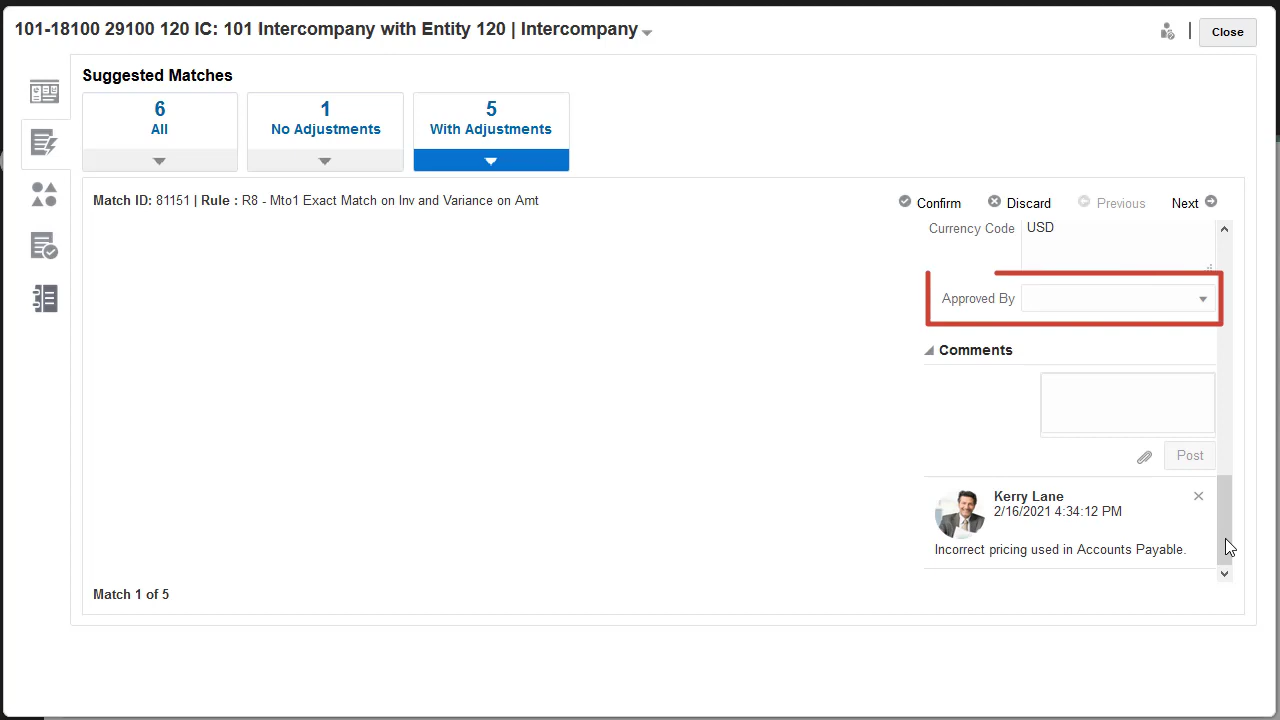 101-18100 29100 120 IC: 101 Intercompany with Entity 120 | Intercompany
Close
Suggested Matches
6
All
1
No Adjustments
5
With Adjustments
Match ID: 81151 | Rule : R8 - Mto1 Exact Match on Inv and Variance on Amt
Confirm
Discard
Previous
Next
Currency Code USD
Approved By
Comments
Post
Kerry Lane
2/16/2021 4:34:12 PM
Incorrect pricing used in Accounts Payable.
Match 1 of 5